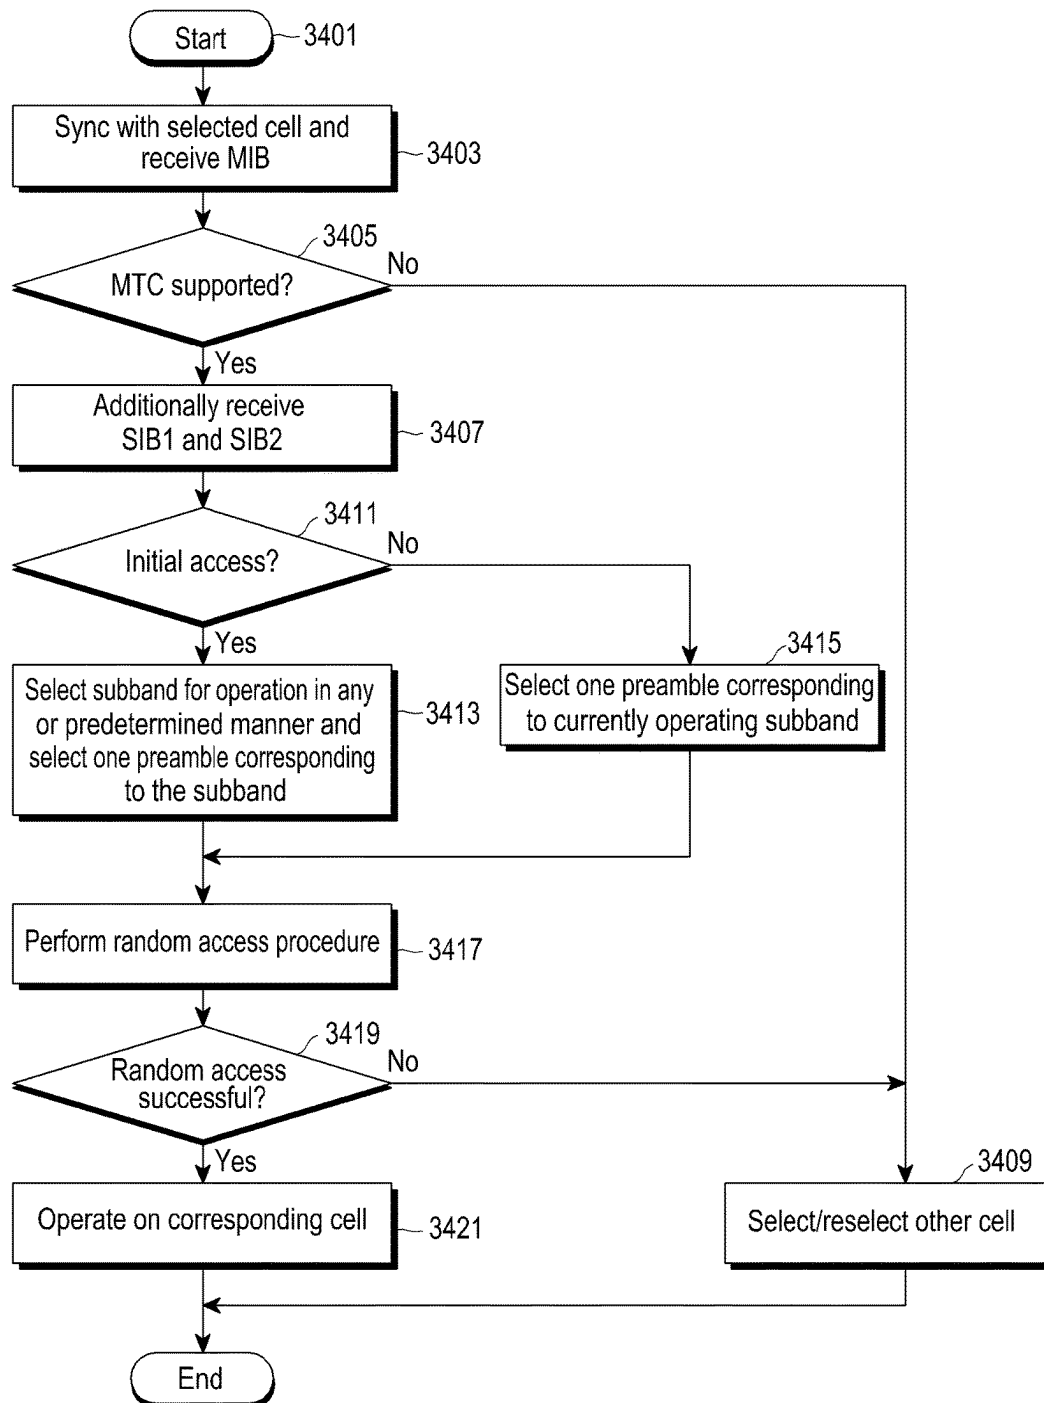 Start
3401
Sync with selected cell and
receive MIB
3403
3405
MTC supported?
No
Yes
Additionally receive
SIB1 and SIB2
3407
3411
Initial access?
No
Yes
Select subband for operation in any
or predetermined manner and
select one preamble corresponding
to the subband
3413
3415
Select one preamble corresponding
to currently operating subband
Perform random access procedure
3417
3419
Random access
successful?
No
Yes
Operate on corresponding cell
3421
3409
Select/reselect other cell
End